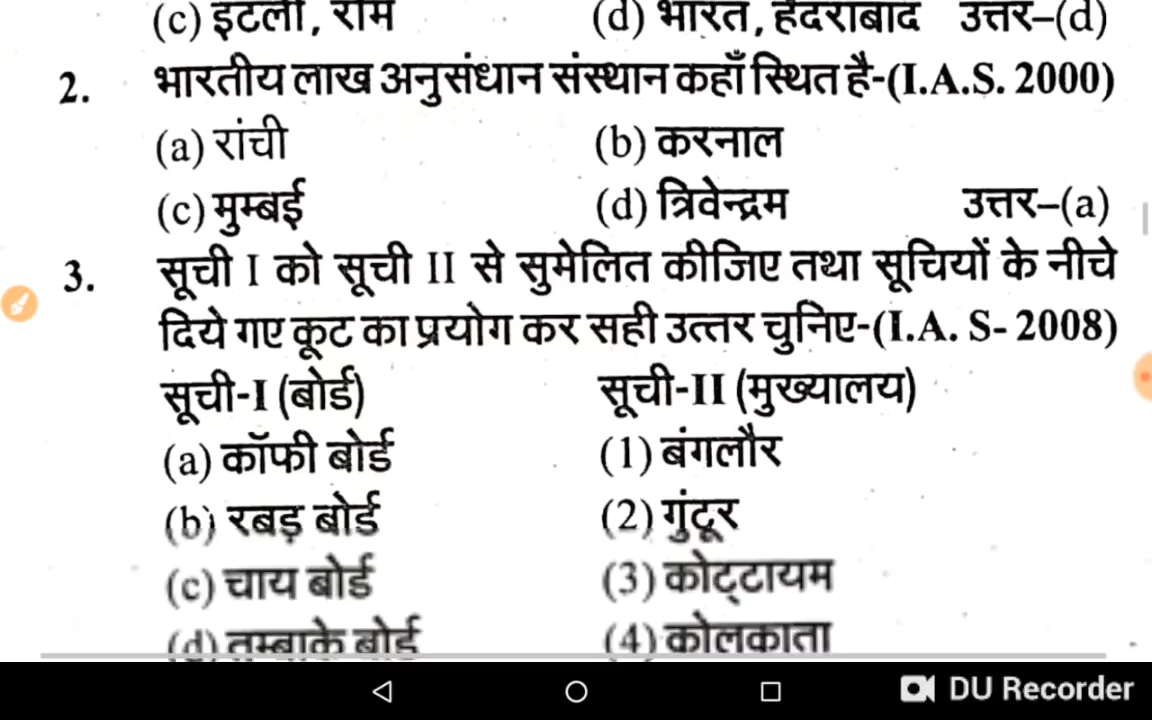 (c) इटली, रोम (d) भारत, हैदराबाद उत्तर–(d)
2. भारतीय लाख अनुसंधान संस्थान कहाँ स्थित है-(I.A.S. 2000)
(a) रांची (b) करनाल
(c) मुम्बई (d) त्रिवेन्द्रम उत्तर–(a)
3. सूची I को सूची II से सुमेलित कीजिए तथा सूचियों के नीचे
दिये गए कूट का प्रयोग कर सही उत्तर चुनिए-(I.A. S- 2008)
सूची-I (बोर्ड) सूची-II (मुख्यालय)
(a) कॉफी बोर्ड (1) बंगलौर
(b) रबड़ बोर्ड (2) गुंटूर
(c) चाय बोर्ड (3) कोट्टायम
(d) तम्बाकू बोर्ड (4) कोलकाता
DU Recorder